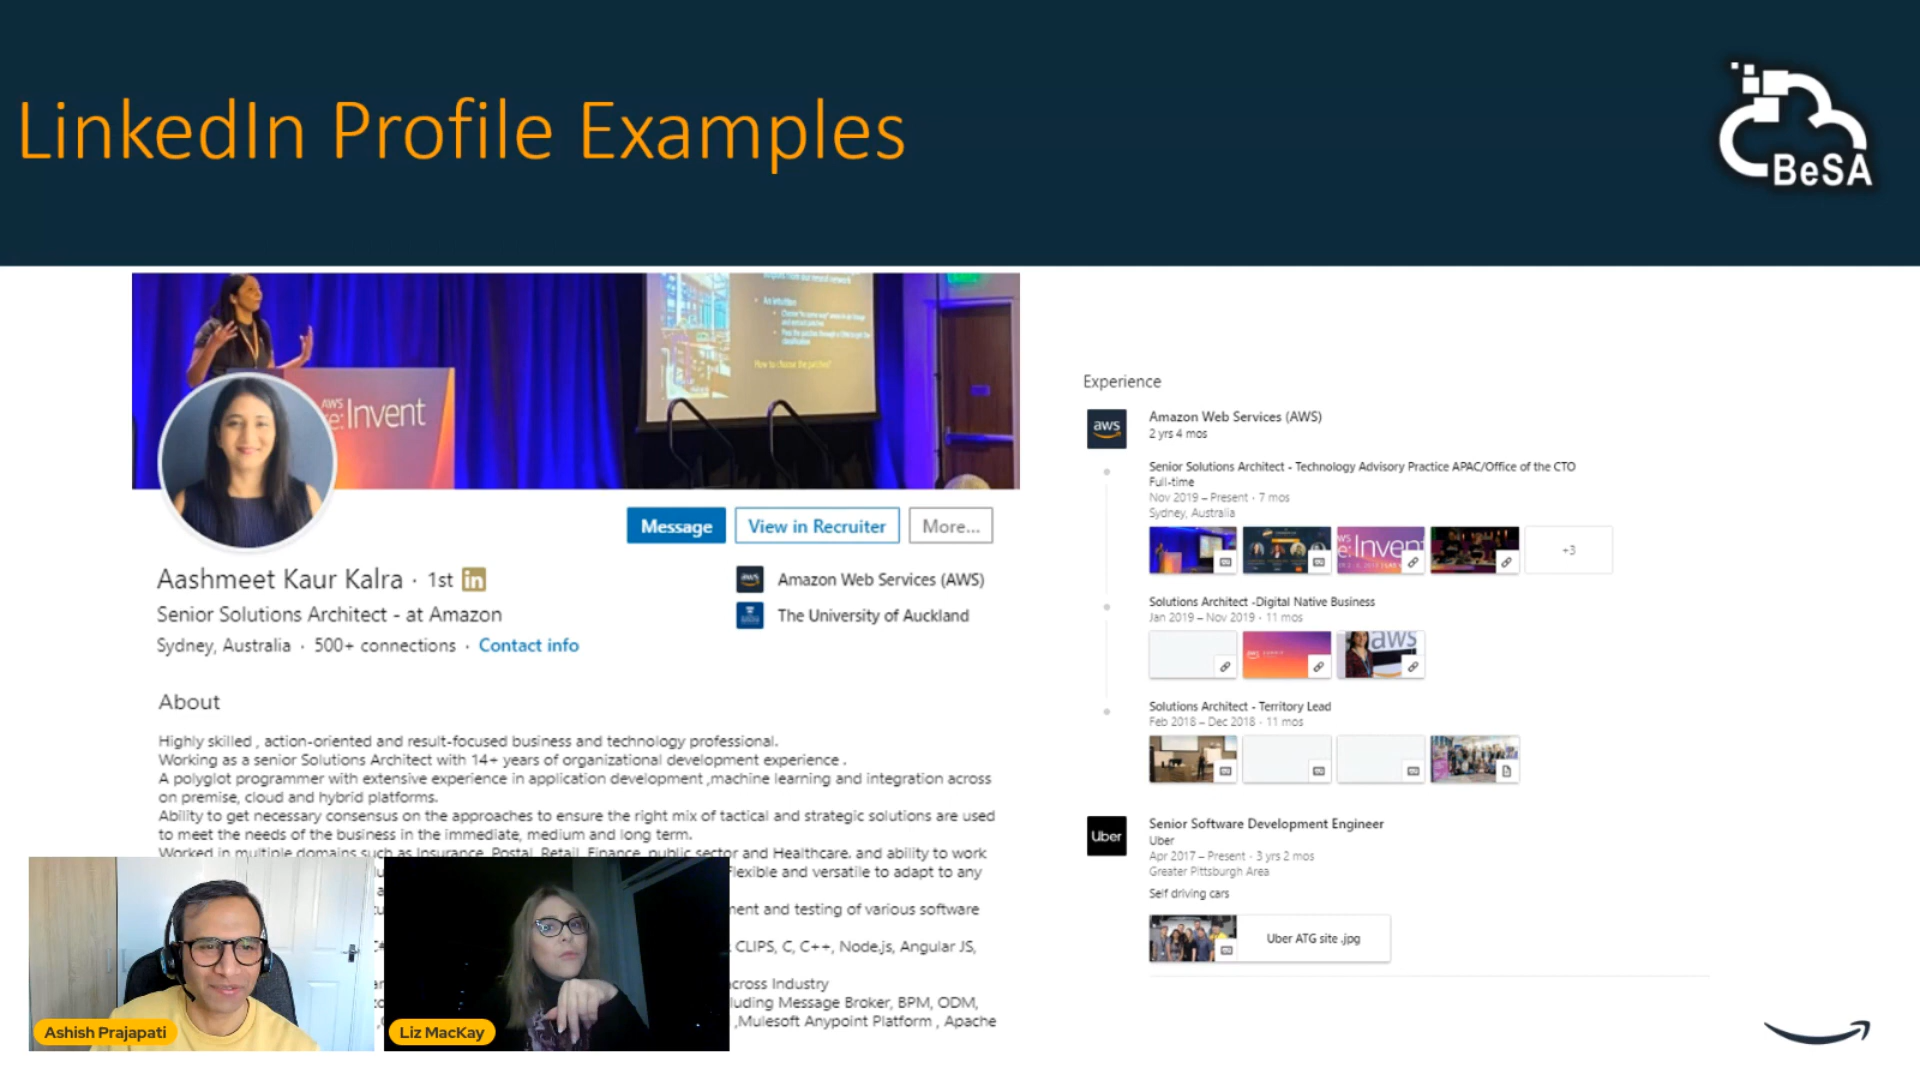 LinkedIn Profile Examples
BeSA
An intuition
How to choose the patches?
AWS
re:Invent
Message
View in Recruiter
More...
Aashmeet Kaur Kalra · 1st in
Senior Solutions Architect - at Amazon
Sydney, Australia · 500+ connections · Contact info
aws Amazon Web Services (AWS)
The University of Auckland
About
Highly skilled , action-oriented and result-focused business and technology professional.
Working as a senior Solutions Architect with 14+ years of organizational development experience .
A polyglot programmer with extensive experience in application development ,machine learning and integration across
on premise, cloud and hybrid platforms.
Ability to get necessary consensus on the approaches to ensure the right mix of tactical and strategic solutions are used
to meet the needs of the business in the immediate, medium and long term.
Worked in multiple domains such as Insurance, Postal, Retail, Finance, public sector and Healthcare, and ability to work
Flexible and versatile to adapt to any
and testing of various software
CLIPS, C, C++, Node.js, Angular JS,
across Industry
Message Broker, BPM, ODM,
,Mulesoft Anypoint Platform , Apache
Ashish Prajapati
Liz MacKay
Experience
aws
Amazon Web Services (AWS)
2 yrs 4 mos
Senior Solutions Architect - Technology Advisory Practice APAC/Office of the CTO
Full-time
Nov 2019 – Present · 7 mos
Sydney, Australia
+3
Solutions Architect -Digital Native Business
Jan 2019 – Nov 2019 · 11 mos
aws
Solutions Architect - Territory Lead
Feb 2018 – Dec 2018 · 11 mos
Uber
Senior Software Development Engineer
Uber
Apr 2017 – Present · 3 yrs 2 mos
Greater Pittsburgh Area
Self driving cars
Uber ATG site .jpg